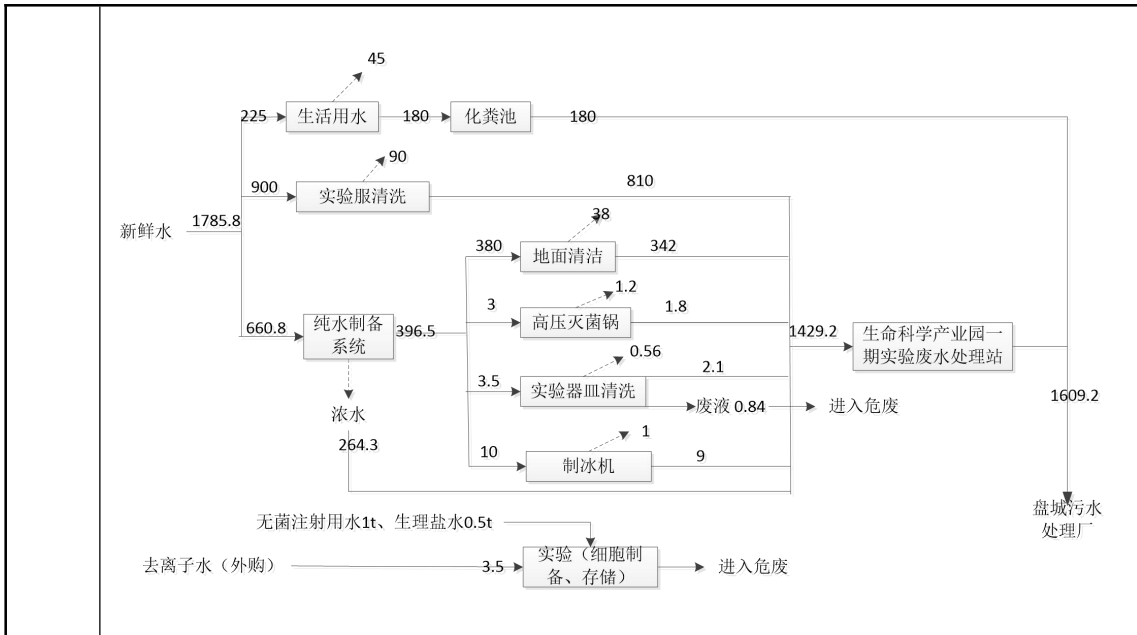 45
225
生活用水
180
化粪池
180
90
900
实验服清洗
810
新鲜水
1785.8
38
380
地面清洁
342
1.2
3
高压灭菌锅
1.8
660.8
纯水制备
系统
396.5
1429.2
生命科学产业园一
期实验废水处理站
0.56
3.5
实验器皿清洗
2.1
废液 0.84
进入危废
1609.2
浓水
264.3
1
10
制冰机
9
盘城污水
处理厂
无菌注射用水1t、生理盐水0.5t
去离子水（外购）
3.5
实验（细胞制
备、存储）
进入危废